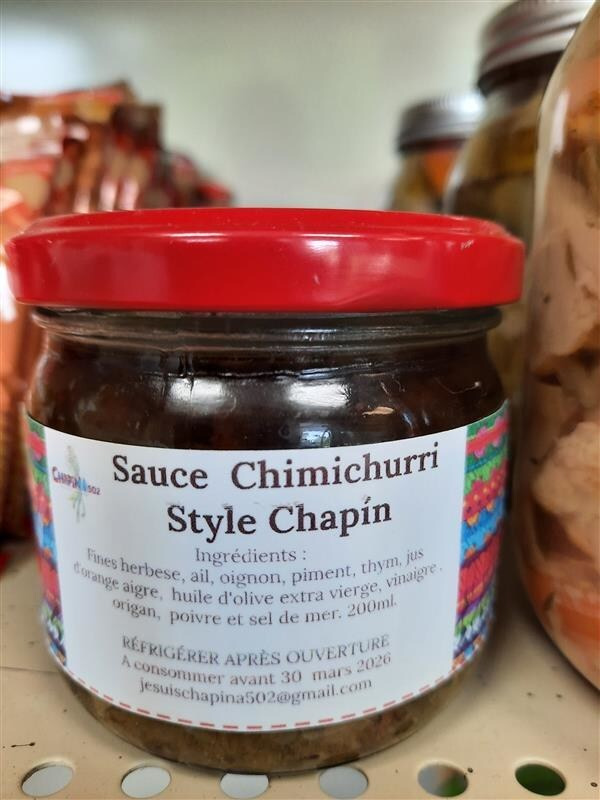 CHAPINA502
Sauce Chimichurri
Style Chapín
Ingrédients :
Fines herbese, ail, oignon, piment, thym, jus
d'orange aigre, huile d'olive extra vierge, vinaigre.
origan, poivre et sel de mer. 200ml.
RÉFRIGÉRER APRÈS OUVERTURE
A consommer avant 30 mars 2026
jesuischapina502@gmail.com